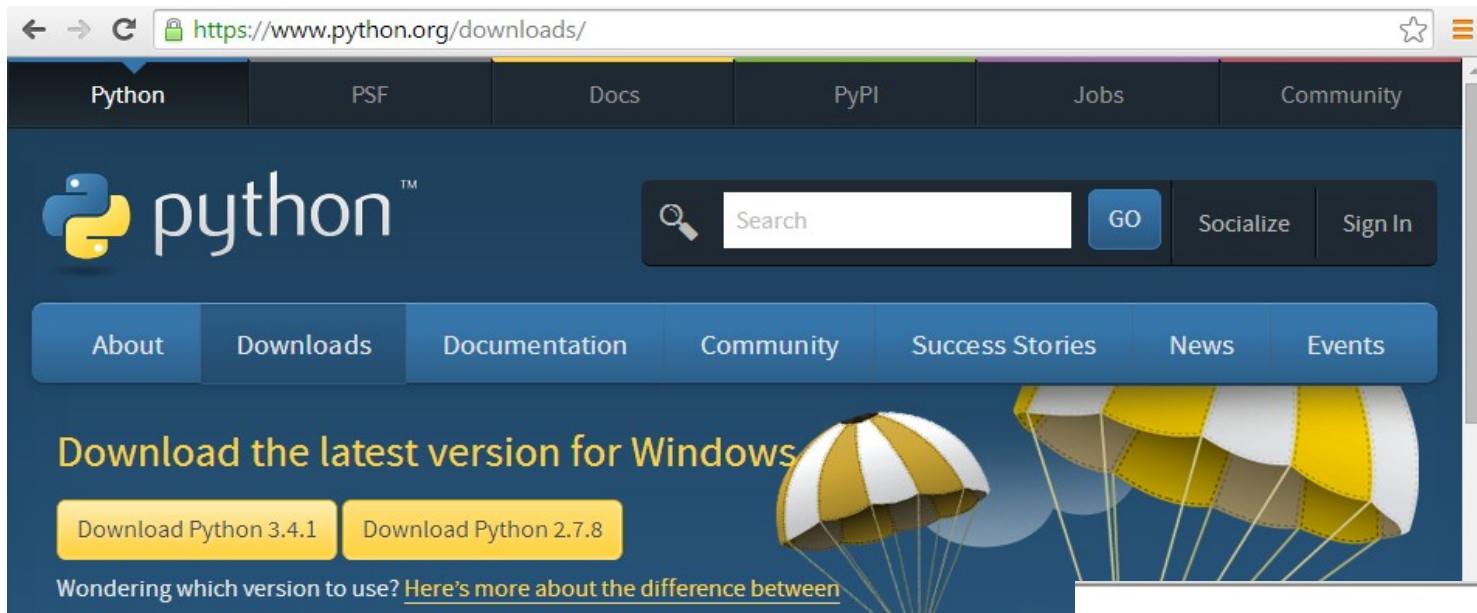 https://www.python.org/downloads/
Python PSF Docs PyPI Jobs Community
python™
Search GO Socialize Sign In
About Downloads Documentation Community Success Stories News Events
Download the latest version for Windows
Download Python 3.4.1 Download Python 2.7.8
Wondering which version to use? Here's more about the difference between